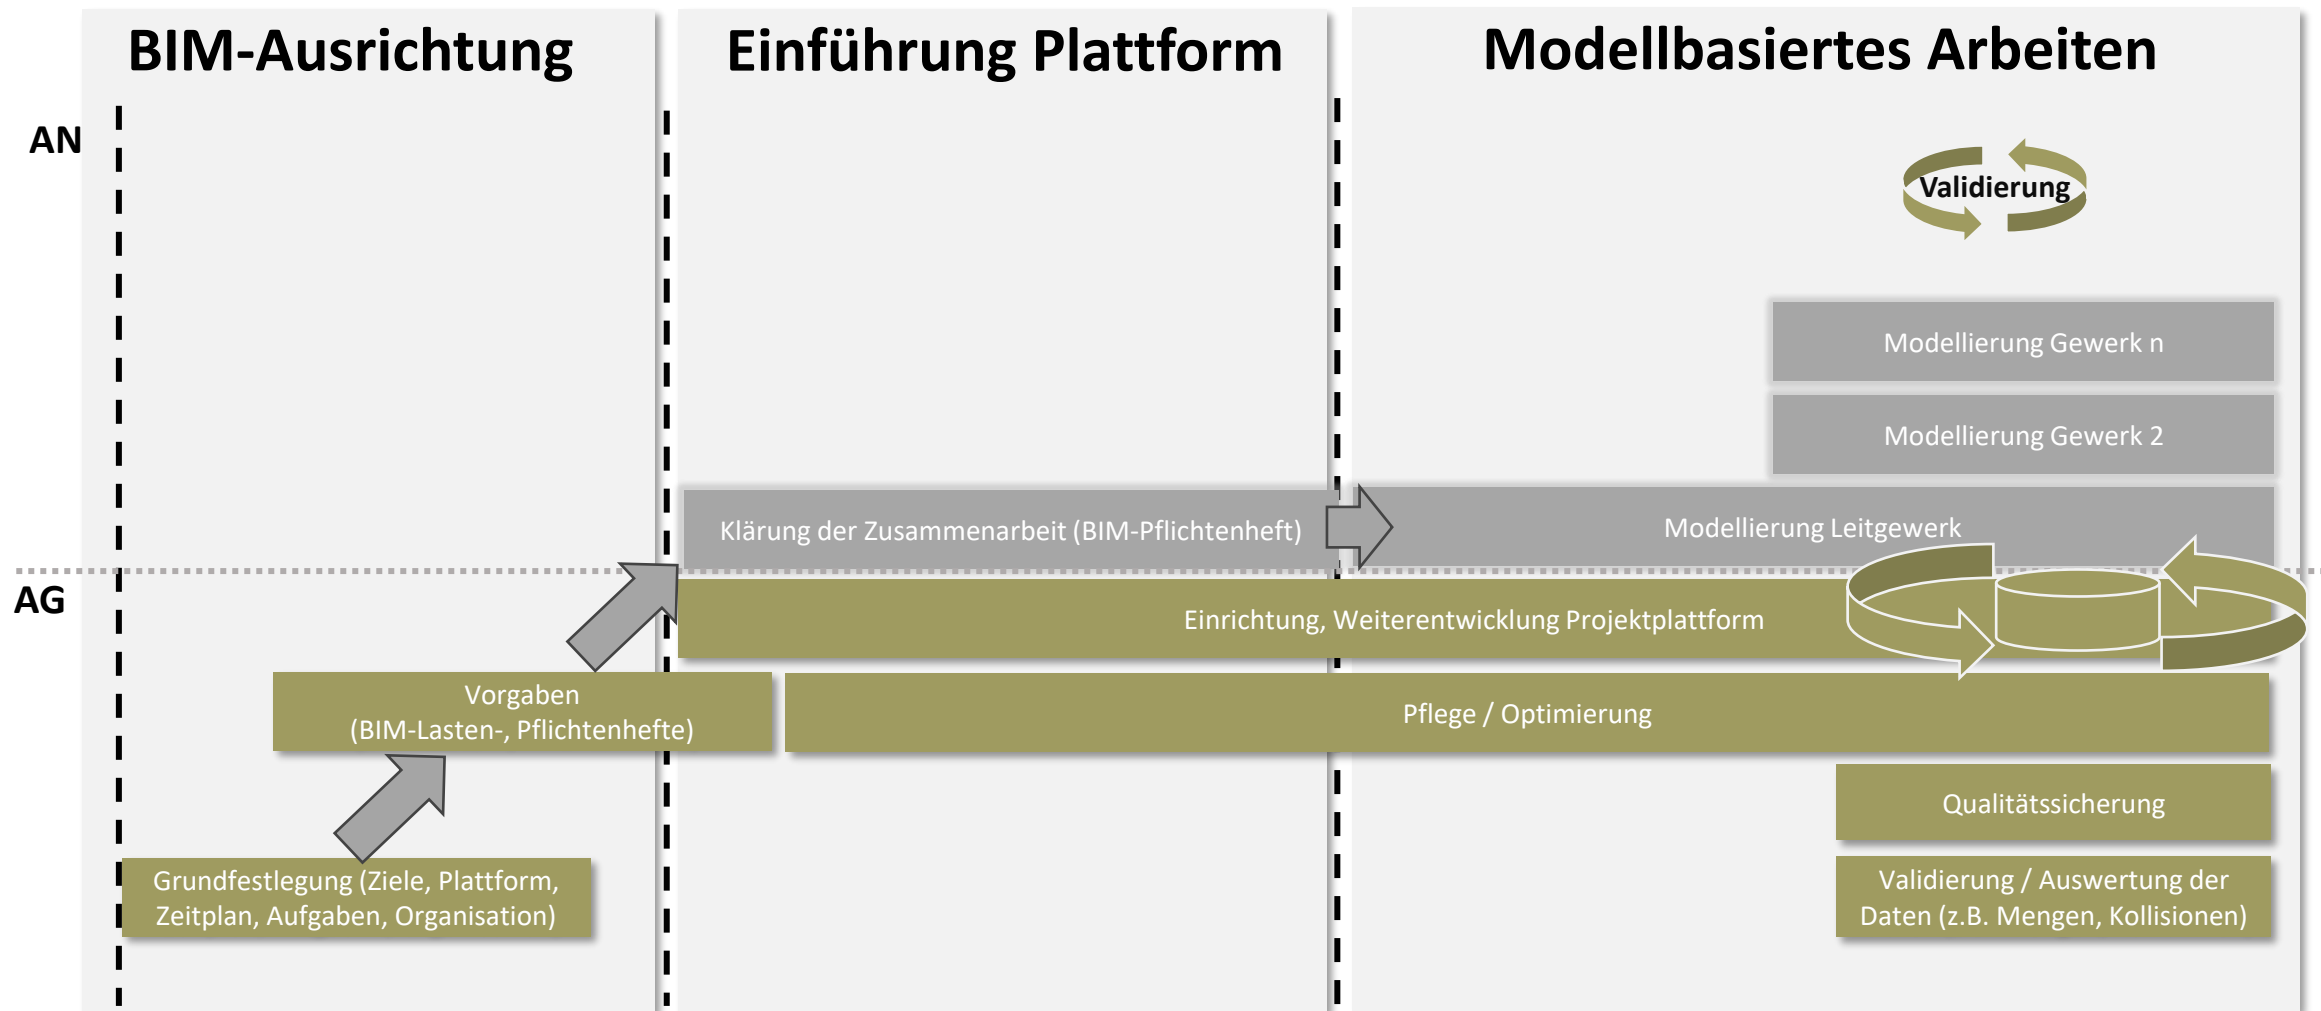 BIM-Ausrichtung
Einführung Plattform
Modellbasiertes Arbeiten
AN
Validierung
Modellierung Gewerk n
Modellierung Gewerk 2
Klärung der Zusammenarbeit (BIM-Pflichtenheft)
Modellierung Leitgewerk
AG
Einrichtung, Weiterentwicklung Projektplattform
Vorgaben
(BIM-Lasten-, Pflichtenhefte)
Pflege / Optimierung
Qualitätssicherung
Grundfestlegung (Ziele, Plattform,
Zeitplan, Aufgaben, Organisation)
Validierung / Auswertung der
Daten (z.B. Mengen, Kollisionen)